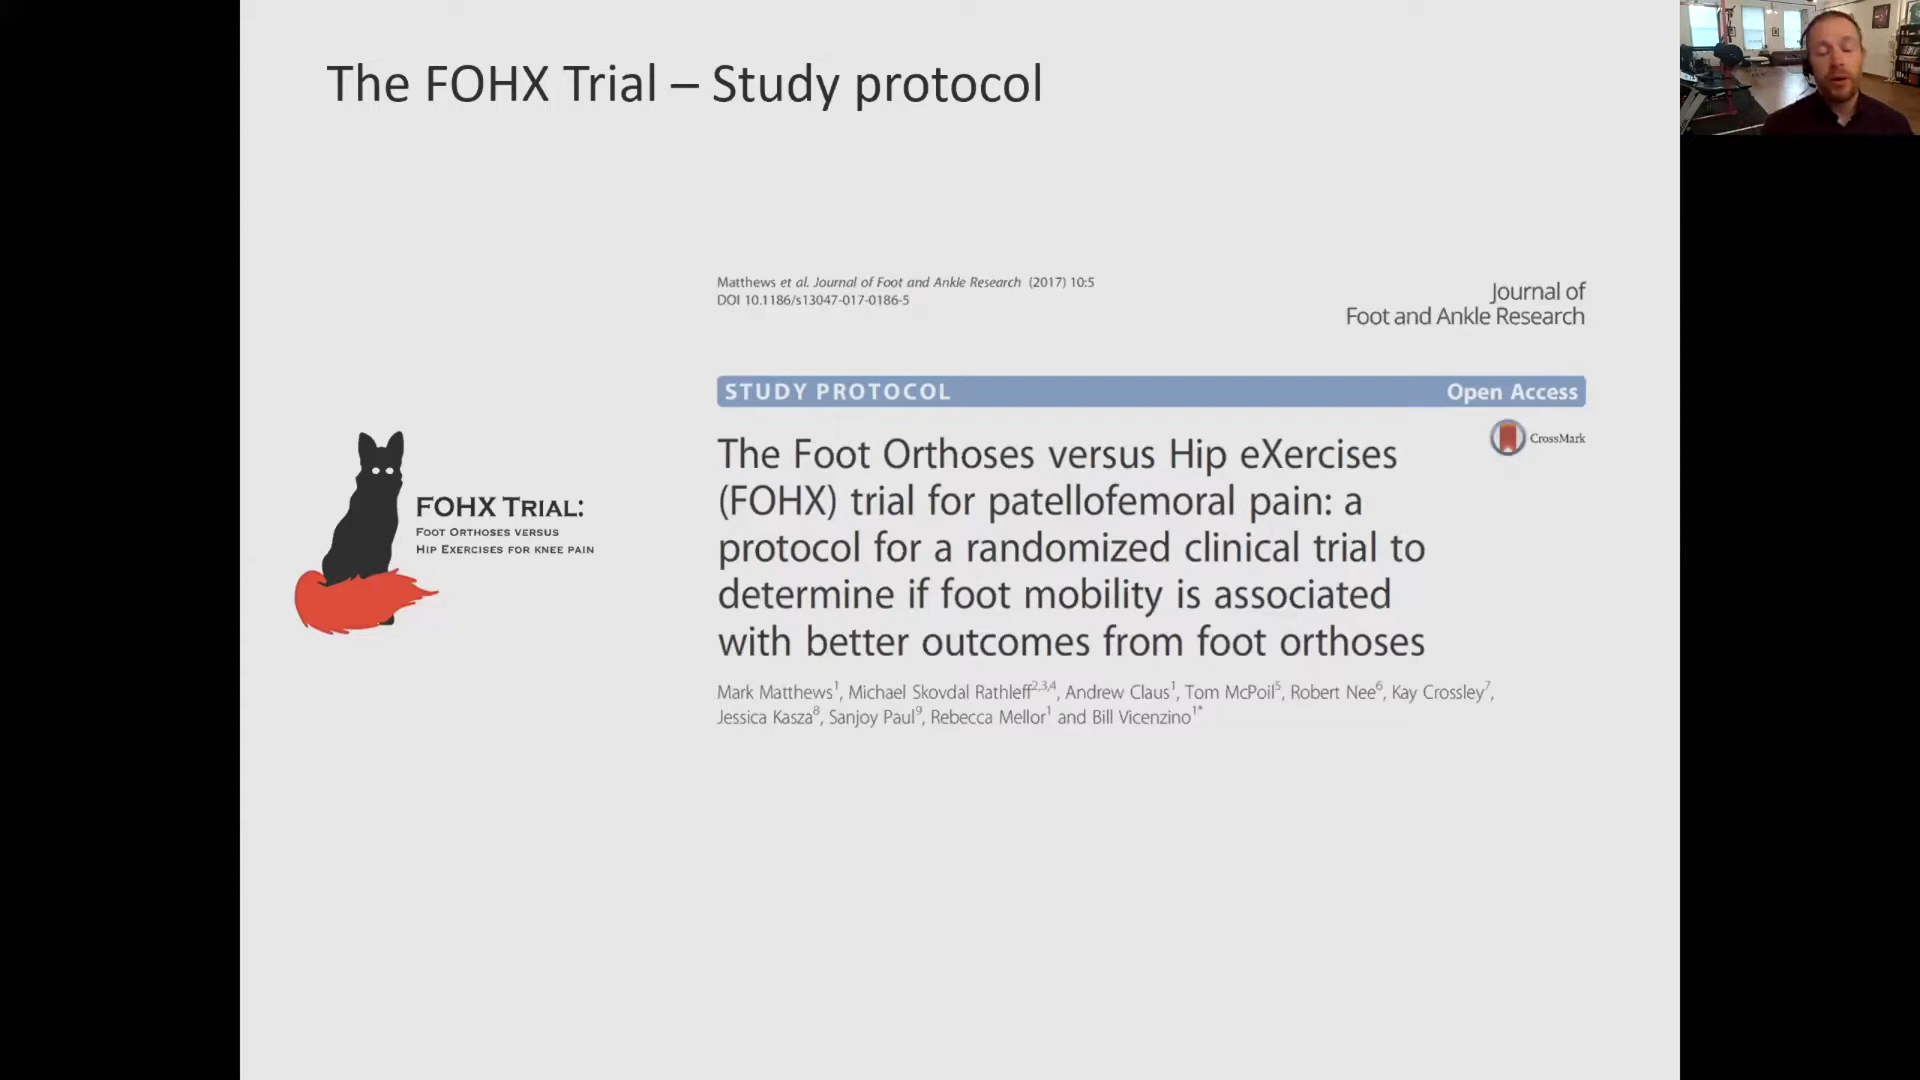 The FOHX Trial – Study protocol
Matthews et al. Journal of Foot and Ankle Research (2017) 10:5
DOI 10.1186/s13047-017-0186-5
Journal of
Foot and Ankle Research
STUDY PROTOCOL Open Access
CrossMark
The Foot Orthoses versus Hip eXercises
(FOHX) trial for patellofemoral pain: a
protocol for a randomized clinical trial to
determine if foot mobility is associated
with better outcomes from foot orthoses
Mark Matthews1, Michael Skovdal Rathleff2,3,4, Andrew Claus1, Tom McPoil5, Robert Nee6, Kay Crossley7,
Jessica Kasza8, Sanjoy Paul9, Rebecca Mellor1 and Bill Vicenzino1*
FOHX Trial:
Foot Orthoses versus
Hip Exercises for knee pain